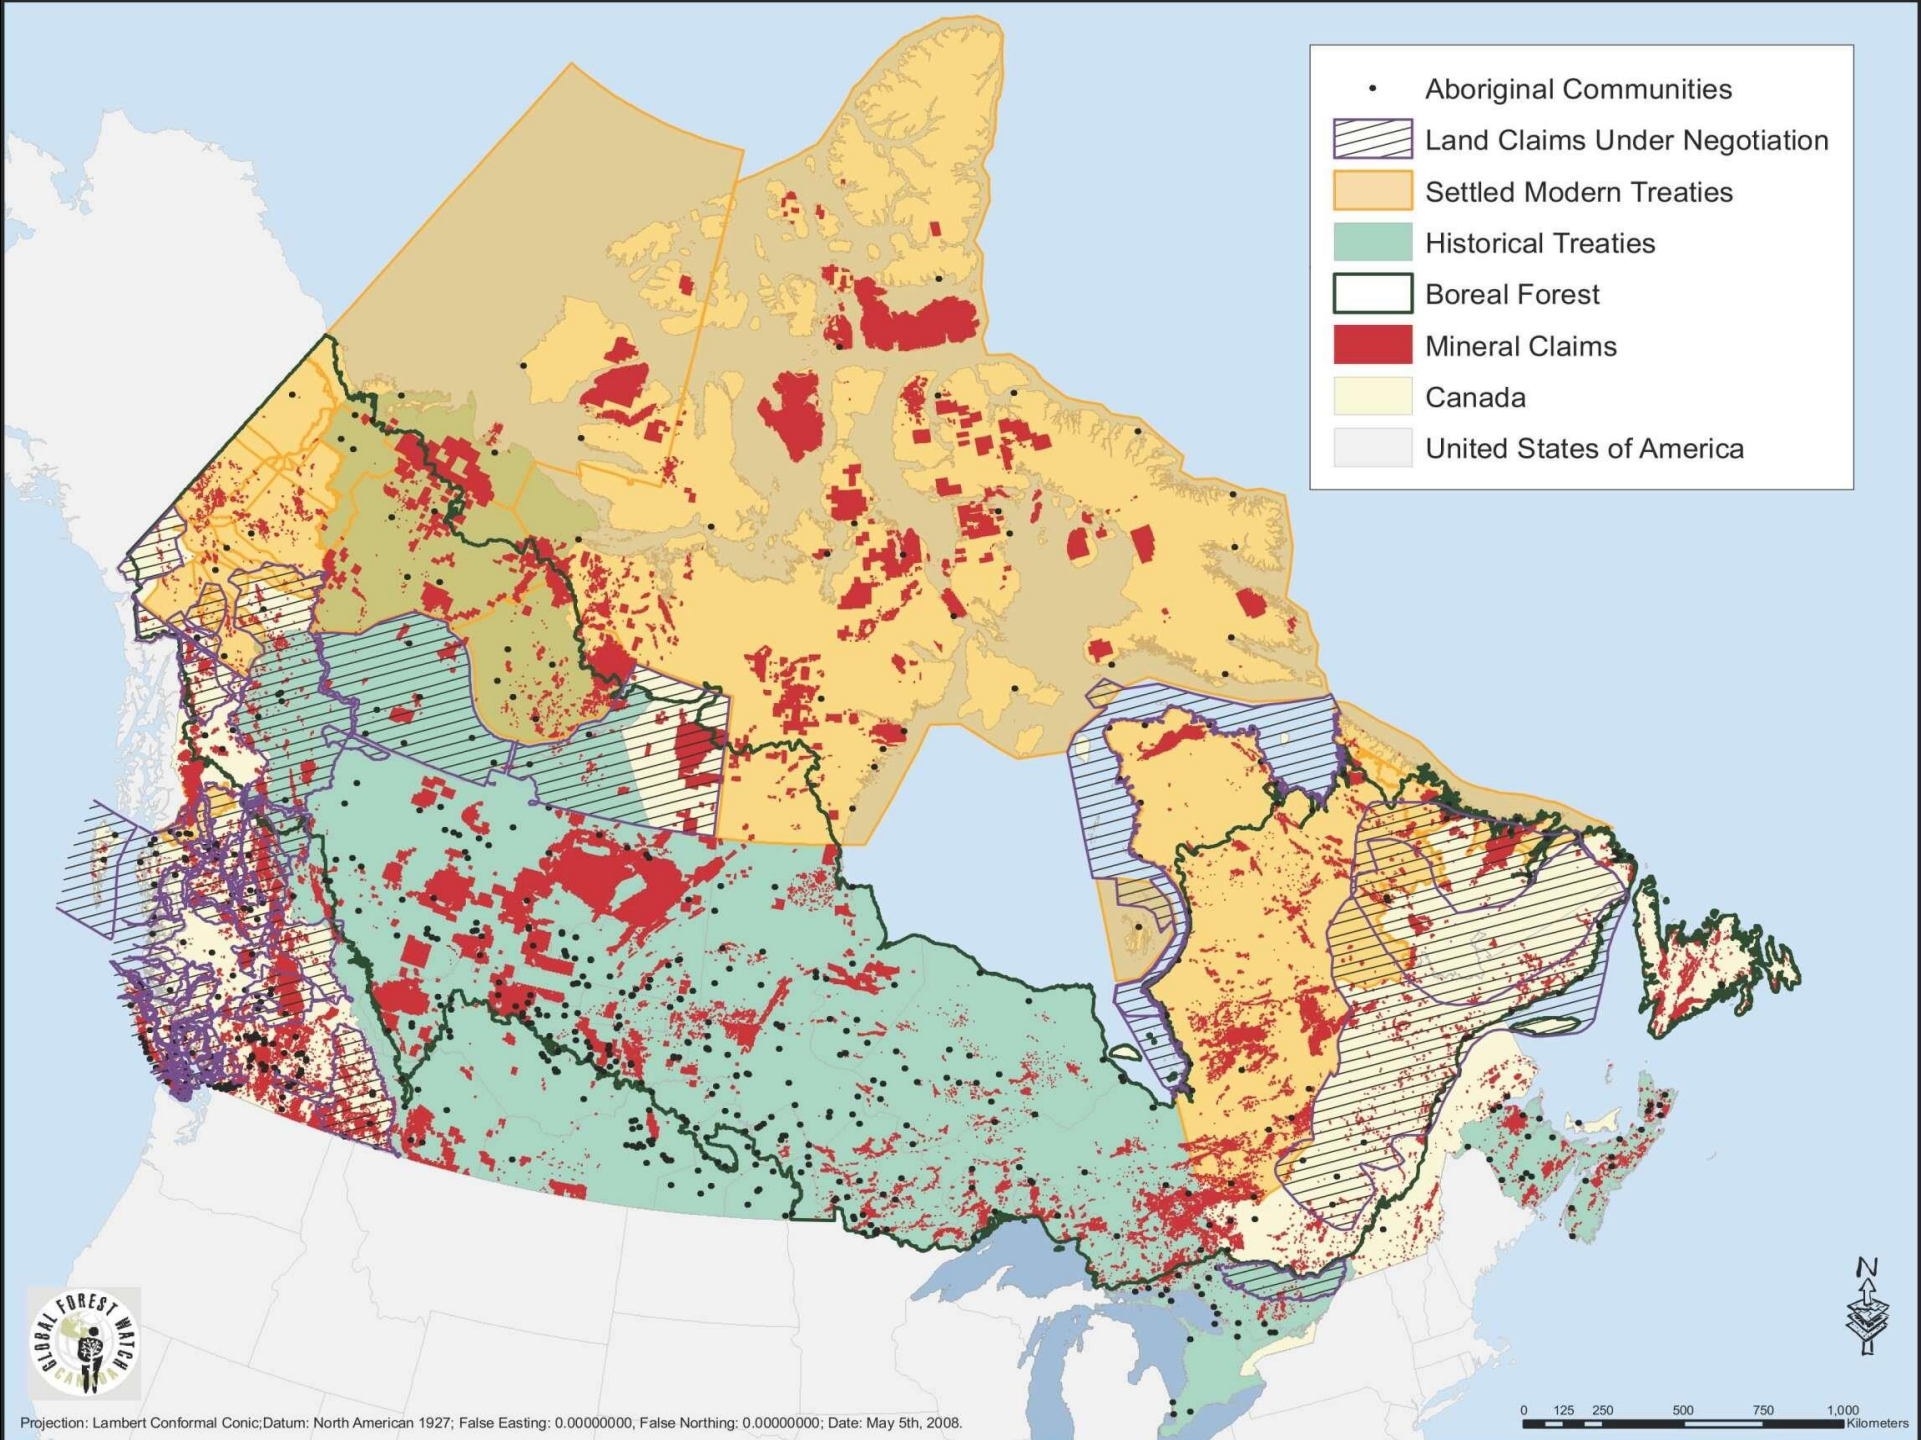 Aboriginal Communities
Land Claims Under Negotiation
Settled Modern Treaties
Historical Treaties
Boreal Forest
Mineral Claims
Canada
United States of America
N
GLOBAL FOREST WATCH
CANADA
0 125 250 500 750 1,000
Kilometers
Projection: Lambert Conformal Conic;Datum: North American 1927; False Easting: 0.00000000, False Northing: 0.00000000; Date: May 5th, 2008.